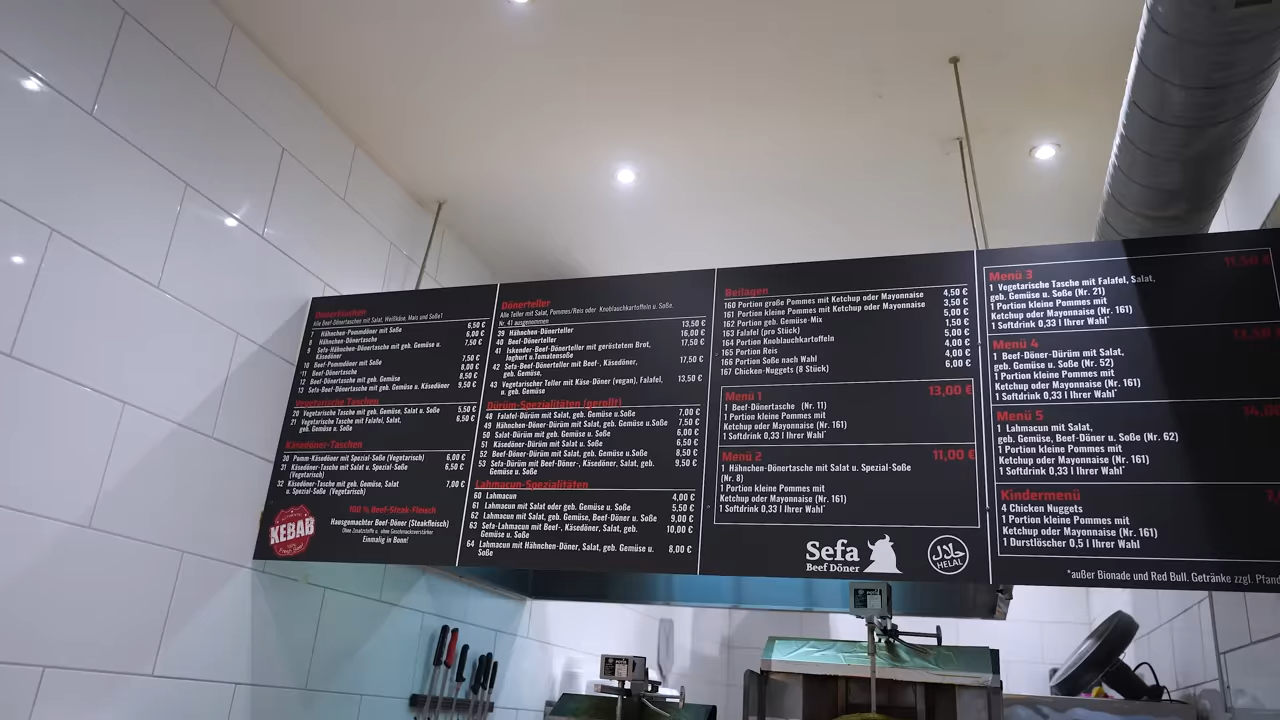 Dönertaschen
Alle Beef-Dönertaschen mit Salat, Weißkäse, Mais und Soße!
7 Hähnchen-Pommdöner mit Soße 6,50 €
8 Hähnchen-Dönertasche 6,00 €
9 Sefa-Hähnchen-Dönertasche mit geb. Gemüse u. 7,50 €
Käsedöner
10 Beef-Pommdöner mit Soße 7,50 €
11 Beef-Dönertasche 8,00 €
12 Beef-Dönertasche mit geb. Gemüse 8,50 €
13 Sefa-Beef-Dönertasche mit geb. Gemüse u. Käsedöner 9,50 €
Vegetarische Taschen
20 Vegetarische Tasche mit geb. Gemüse, Salat u. Soße 5,50 €
21 Vegetarische Tasche mit Falafel, Salat, 6,50 €
geb. Gemüse u. Soße
Käsedöner-Taschen
30 Pomm-Käsedöner mit Spezial-Soße (Vegetarisch) 6,00 €
31 Käsedöner-Tasche mit Salat u. Spezial-Soße 6,50 €
(Vegetarisch)
32 Käsedöner-Tasche mit geb. Gemüse, Salat 7,00 €
u. Spezial-Soße (Vegetarisch)
KEBAB
100 % Beef-Steak-Fleisch
Hausgemachter Beef-Döner (Steakfleisch)
Ohne Zusatzstoffe u. ohne Geschmacksverstärker
Einmalig in Bonn!
Dönerteller
Alle Teller mit Salat, Pommes/Reis oder Knoblauchkartoffeln u. Soße.
Nr. 41 ausgenommen
39 Hähnchen-Dönerteller 13,50 €
40 Beef-Dönerteller 16,00 €
41 Iskender-Beef-Dönerteller mit geröstetem Brot, 17,50 €
Joghurt u.Tomatensoße
42 Sefa-Beef-Dönerteller mit Beef-, Käsedöner, 17,50 €
geb. Gemüse,
43 Vegetarischer Teller mit Käse-Döner (vegan), Falafel, 13,50 €
u. geb. Gemüse
Dürüm-Spezialitäten (gerollt)
48 Falafel-Dürüm mit Salat, geb. Gemüse u.Soße 7,00 €
49 Hähnchen-Döner-Dürüm mit Salat, geb. Gemüse u. Soße 7,50 €
50 Salat-Dürüm mit geb. Gemüse u. Soße 6,00 €
51 Käsedöner-Dürüm mit Salat u. Soße 6,50 €
52 Beef-Döner-Dürüm mit Salat, geb. Gemüse u.Soße 8,50 €
53 Sefa-Dürüm mit Beef-Döner-, Käsedöner, Salat, geb. 9,50 €
Gemüse u. Soße
Lahmacun-Spezialitäten
60 Lahmacun 4,00 €
61 Lahmacun mit Salat oder geb. Gemüse u. Soße 5,50 €
62 Lahmacun mit Salat, geb. Gemüse, Beef-Döner u. Soße 9,00 €
63 Sefa-Lahmacun mit Beef-, Käsedöner, Salat, geb. 10,00 €
Gemüse u. Soße
64 Lahmacun mit Hähnchen-Döner, Salat, geb. Gemüse u. 8,00 €
Soße
Beilagen
160 Portion große Pommes mit Ketchup oder Mayonnaise 4,50 €
161 Portion kleine Pommes mit Ketchup oder Mayonnaise 3,50 €
162 Portion geb. Gemüse-Mix 5,00 €
163 Falafel (pro Stück) 1,50 €
164 Portion Knoblauchkartoffeln 5,00 €
165 Portion Reis 4,00 €
166 Portion Soße nach Wahl 4,00 €
167 Chicken-Nuggets (8 Stück) 6,00 €
Menü 1 13,00 €
1 Beef-Dönertasche (Nr. 11)
1 Portion kleine Pommes mit
Ketchup oder Mayonnaise (Nr. 161)
1 Softdrink 0,33 l Ihrer Wahl*
Menü 2 11,00 €
1 Hähnchen-Dönertasche mit Salat u. Spezial-Soße
(Nr. 8)
1 Portion kleine Pommes mit
Ketchup oder Mayonnaise (Nr. 161)
1 Softdrink 0,33 l Ihrer Wahl*
Sefa
Beef Döner
حلال
HELAL
Menü 3 11,50 €
1 Vegetarische Tasche mit Falafel, Salat,
geb. Gemüse u. Soße (Nr. 21)
1 Portion kleine Pommes mit
Ketchup oder Mayonnaise (Nr. 161)
1 Softdrink 0,33 l Ihrer Wahl*
Menü 4
1 Beef-Döner-Dürüm mit Salat,
geb. Gemüse u. Soße (Nr. 52)
1 Portion kleine Pommes mit
Ketchup oder Mayonnaise (Nr. 161)
1 Softdrink 0,33 l Ihrer Wahl*
Menü 5
1 Lahmacun mit Salat,
geb. Gemüse, Beef-Döner u. Soße (Nr. 62)
1 Portion kleine Pommes mit
Ketchup oder Mayonnaise (Nr. 161)
1 Softdrink 0,33 l Ihrer Wahl*
Kindermenü
4 Chicken Nuggets
1 Portion kleine Pommes mit
Ketchup oder Mayonnaise (Nr. 161)
1 Durstlöscher 0,5 l Ihrer Wahl
*außer Bionade und Red Bull. Getränke zzgl. Pfand